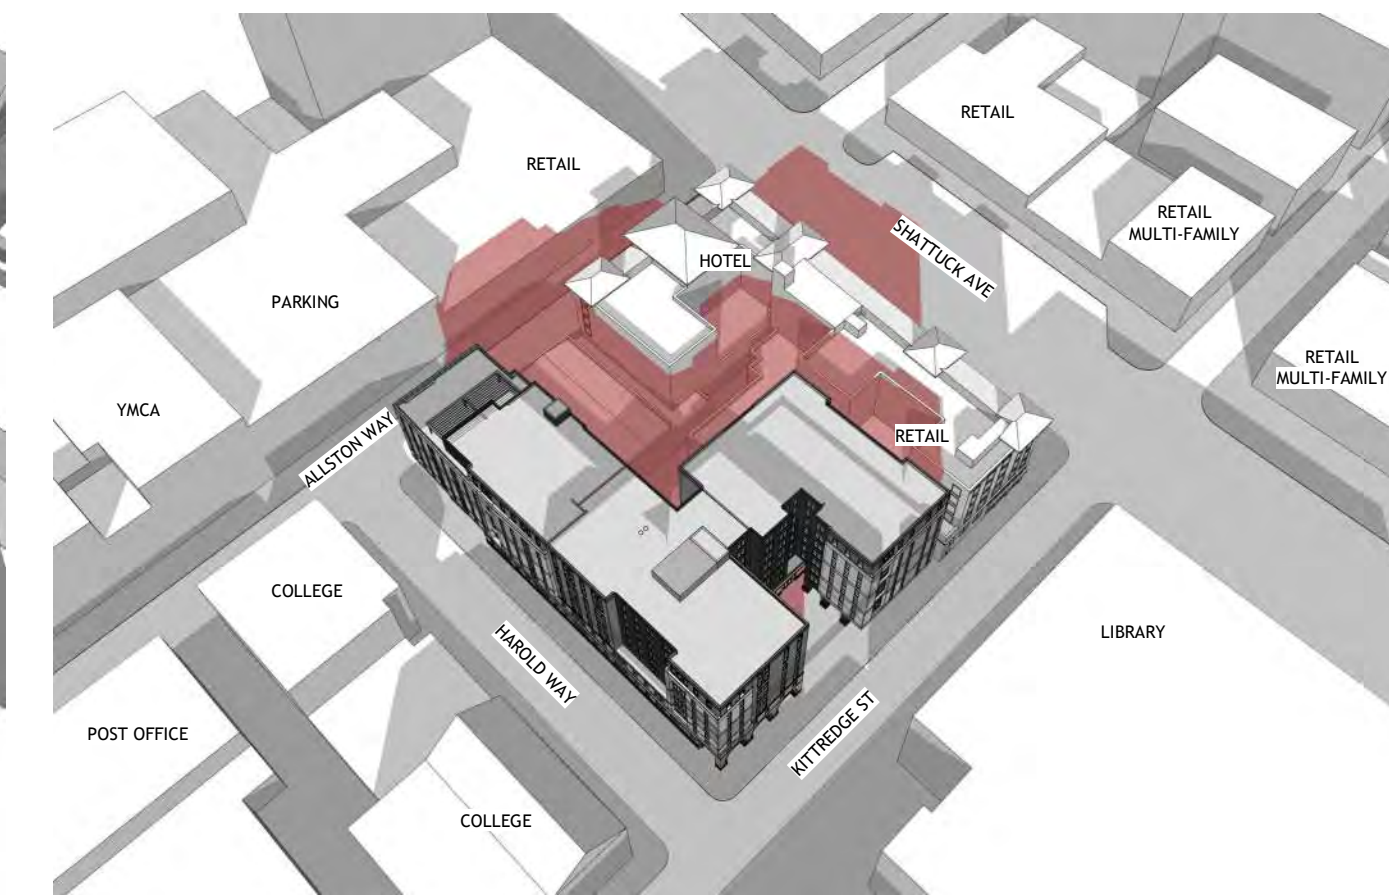 RETAIL
RETAIL
RETAIL
MULTI-FAMILY
SHATTUCK AVE
HOTEL
PARKING
RETAIL
MULTI-FAMILY
YMCA
ALLSTON WAY
RETAIL
COLLEGE
LIBRARY
HAROLD WAY
POST OFFICE
KITTREDGE ST
COLLEGE